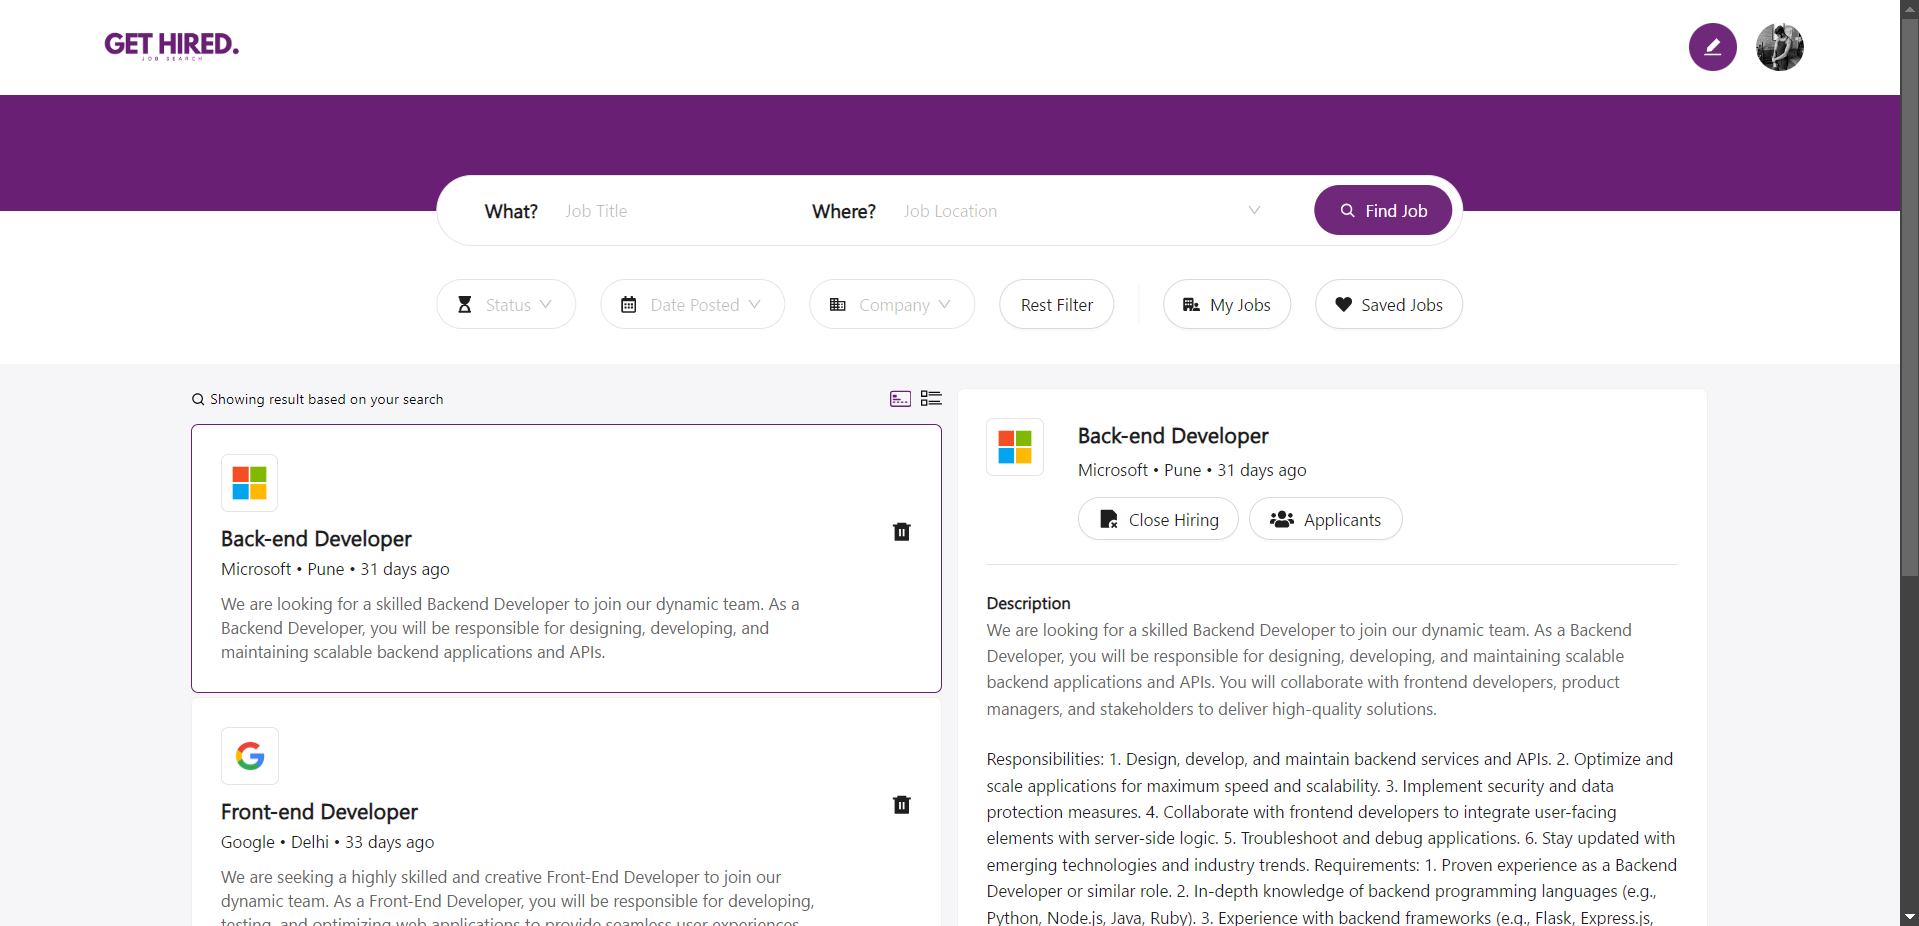 GET HIRED.
JOB SEARCH
What? Job Title Where? Job Location Find Job
Status Date Posted Company Rest Filter My Jobs Saved Jobs
Showing result based on your search
Back-end Developer
Microsoft • Pune • 31 days ago
We are looking for a skilled Backend Developer to join our dynamic team. As a
Backend Developer, you will be responsible for designing, developing, and
maintaining scalable backend applications and APIs.
Front-end Developer
Google • Delhi • 33 days ago
We are seeking a highly skilled and creative Front-End Developer to join our
dynamic team. As a Front-End Developer, you will be responsible for developing,
testing, and optimizing web applications to provide seamless user experiences
Back-end Developer
Microsoft • Pune • 31 days ago
Close Hiring Applicants
Description
We are looking for a skilled Backend Developer to join our dynamic team. As a Backend
Developer, you will be responsible for designing, developing, and maintaining scalable
backend applications and APIs. You will collaborate with frontend developers, product
managers, and stakeholders to deliver high-quality solutions.
Responsibilities: 1. Design, develop, and maintain backend services and APIs. 2. Optimize and
scale applications for maximum speed and scalability. 3. Implement security and data
protection measures. 4. Collaborate with frontend developers to integrate user-facing
elements with server-side logic. 5. Troubleshoot and debug applications. 6. Stay updated with
emerging technologies and industry trends. Requirements: 1. Proven experience as a Backend
Developer or similar role. 2. In-depth knowledge of backend programming languages (e.g.,
Python, Node.js, Java, Ruby). 3. Experience with backend frameworks (e.g., Flask, Express.js,